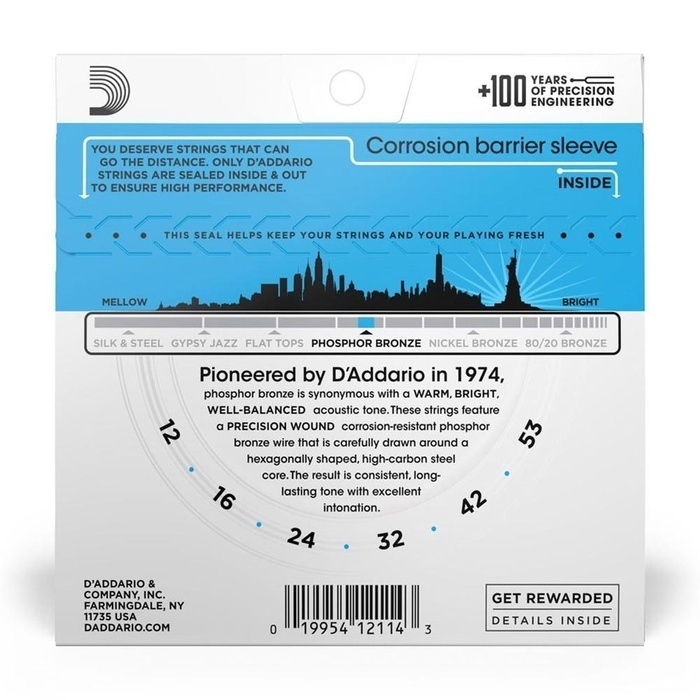 +100 YEARS OF PRECISION ENGINEERING
YOU DESERVE STRINGS THAT CAN
GO THE DISTANCE. ONLY D'ADDARIO
STRINGS ARE SEALED INSIDE & OUT
TO ENSURE HIGH PERFORMANCE.
Corrosion barrier sleeve
INSIDE
THIS SEAL HELPS KEEP YOUR STRINGS AND YOUR PLAYING FRESH
MELLOW BRIGHT
SILK & STEEL GYPSY JAZZ FLAT TOPS PHOSPHOR BRONZE NICKEL BRONZE 80/20 BRONZE
Pioneered by D'Addario in 1974,
phosphor bronze is synonymous with a WARM, BRIGHT,
WELL-BALANCED acoustic tone. These strings feature
a PRECISION WOUND corrosion-resistant phosphor
bronze wire that is carefully drawn around a
hexagonally shaped, high-carbon steel
core. The result is consistent, long-
lasting tone with excellent
intonation.
12 16 24 32 42 53
D'ADDARIO &
COMPANY, INC.
FARMINGDALE, NY
11735 USA
DADDARIO.COM
0 19954 12114 3
GET REWARDED
DETAILS INSIDE